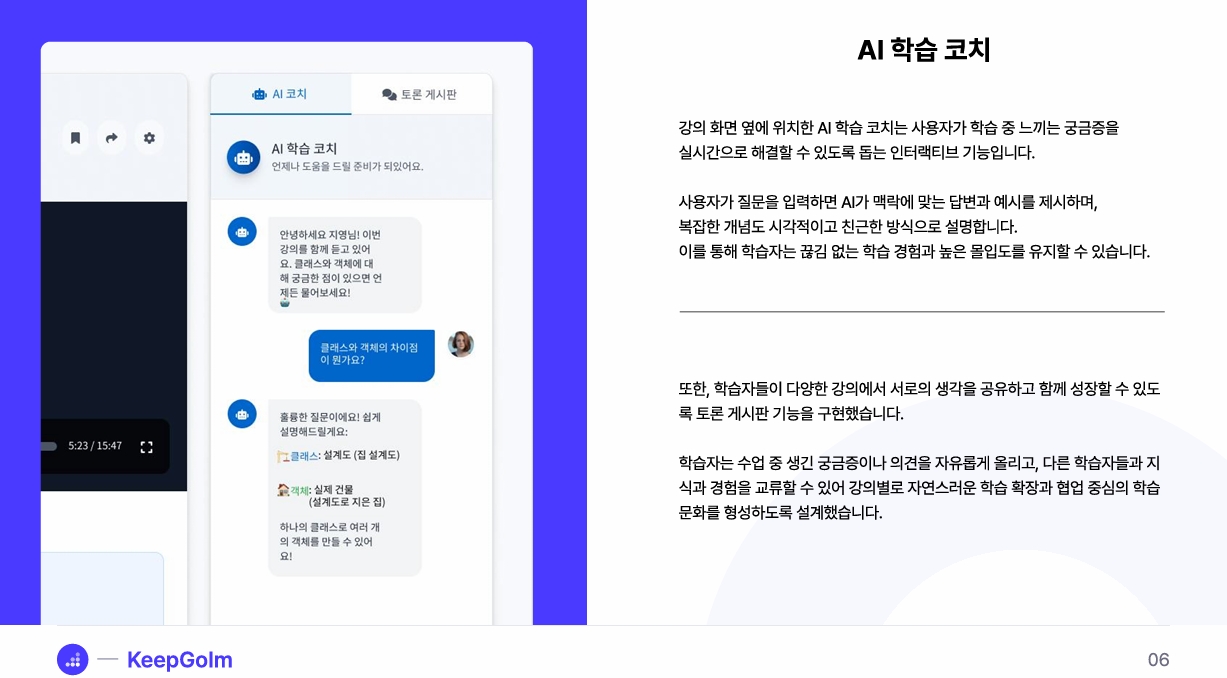 AI 코치
토론 게시판
AI 학습 코치
언제나 도움을 드릴 준비가 되있어요.
안녕하세요 지영님! 이번
강의를 함께 듣고 있어
요. 클래스와 객체에 대
해 궁금한 점이 있으면 언
제든 물어보세요!
클래스와 객체의 차이점
이 뭔가요?
훌륭한 질문이에요! 쉽게
설명해드릴게요:
클래스: 설계도 (집 설계도)
객체: 실제 건물
(설계도로 지은 집)
하나의 클래스로 여러 개
의 객체를 만들 수 있어
요!
5:23 / 15:47
AI 학습 코치
강의 화면 옆에 위치한 AI 학습 코치는 사용자가 학습 중 느끼는 궁금증을
실시간으로 해결할 수 있도록 돕는 인터랙티브 기능입니다.
사용자가 질문을 입력하면 AI가 맥락에 맞는 답변과 예시를 제시하며,
복잡한 개념도 시각적이고 친근한 방식으로 설명합니다.
이를 통해 학습자는 끊김 없는 학습 경험과 높은 몰입도를 유지할 수 있습니다.
또한, 학습자들이 다양한 강의에서 서로의 생각을 공유하고 함께 성장할 수 있도
록 토론 게시판 기능을 구현했습니다.
학습자는 수업 중 생긴 궁금증이나 의견을 자유롭게 올리고, 다른 학습자들과 지
식과 경험을 교류할 수 있어 강의별로 자연스러운 학습 확장과 협업 중심의 학습
문화를 형성하도록 설계했습니다.
KeepGolm
06